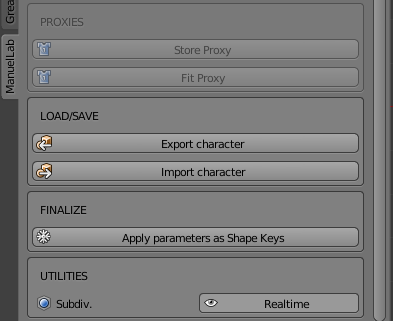 Grea
ManuelLab
PROXIES
Store Proxy
Fit Proxy
LOAD/SAVE
Export character
Import character
FINALIZE
Apply parameters as Shape Keys
UTILITIES
Subdiv.
Realtime